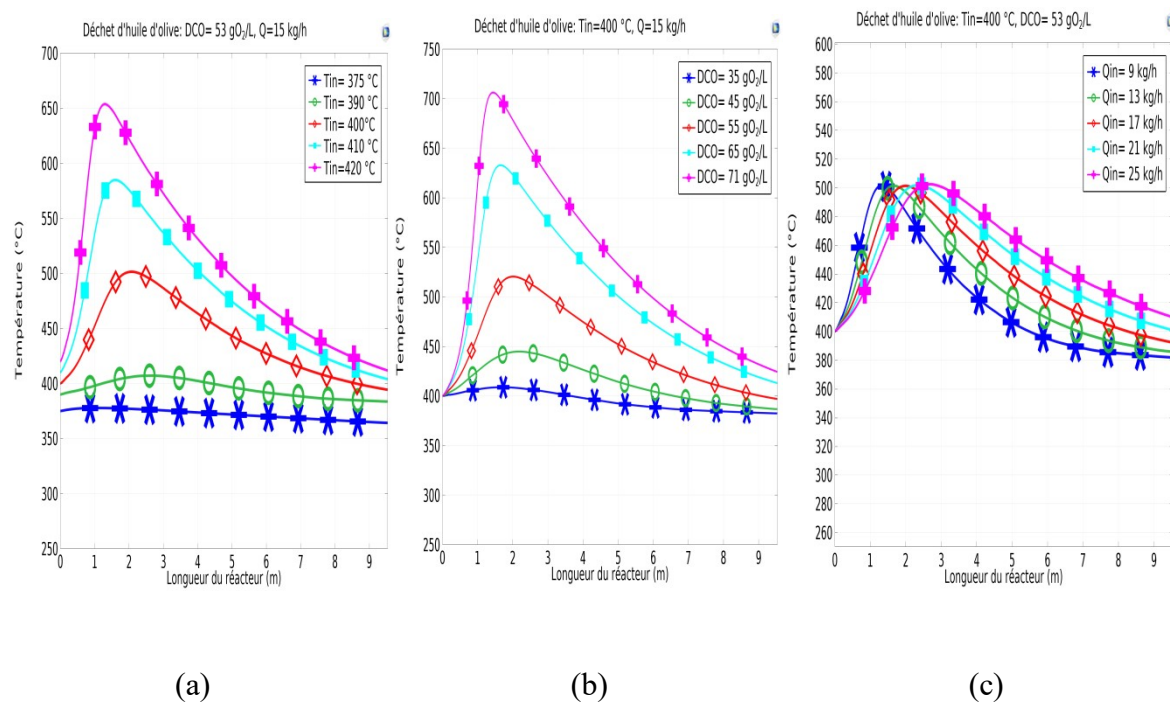 Déchet d'huile d'olive: DCO= 53 gO₂/L, Q=15 kg/h
700
650
600
550
500
450
400
350
300
250
Température (°C)
Tin= 375 °C
Tin= 390 °C
Tin= 400°C
Tin= 410 °C
Tin=420 °C
0 1 2 3 4 5 6 7 8 9
Longueur du réacteur (m)
(a)
Déchet d'huile d'olive: Tin=400 °C, Q=15 kg/h
750
700
650
600
550
500
450
400
350
300
250
Température (°C)
DCO= 35 gO₂/L
DCO= 45 gO₂/L
DCO= 55 gO₂/L
DCO= 65 gO₂/L
DCO= 71 gO₂/L
0 1 2 3 4 5 6 7 8 9
Longueur du réacteur (m)
(b)
Déchet d'huile d'olive: Tin=400 °C, DCO= 53 gO₂/L
600
580
560
540
520
500
480
460
440
420
400
380
360
340
320
300
280
260
Température (°C)
Qin= 9 kg/h
Qin= 13 kg/h
Qin= 17 kg/h
Qin= 21 kg/h
Qin= 25 kg/h
0 1 2 3 4 5 6 7 8 9
Longueur du réacteur (m)
(c)